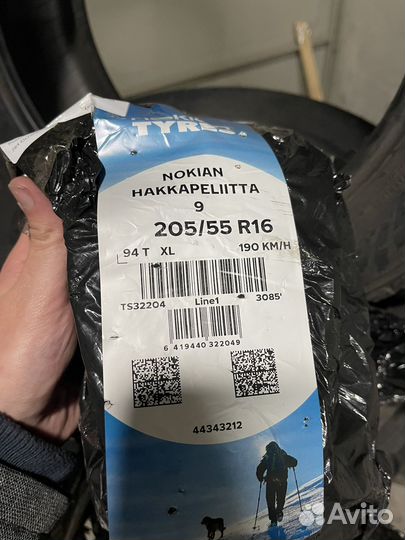 nokian
TYRES
NOKIAN
HAKKAPELIITTA
9
205/55 R16
94 T XL 190 KM/H
TS32204 Line1 3085'
6 419440 322049
44343212
Avito